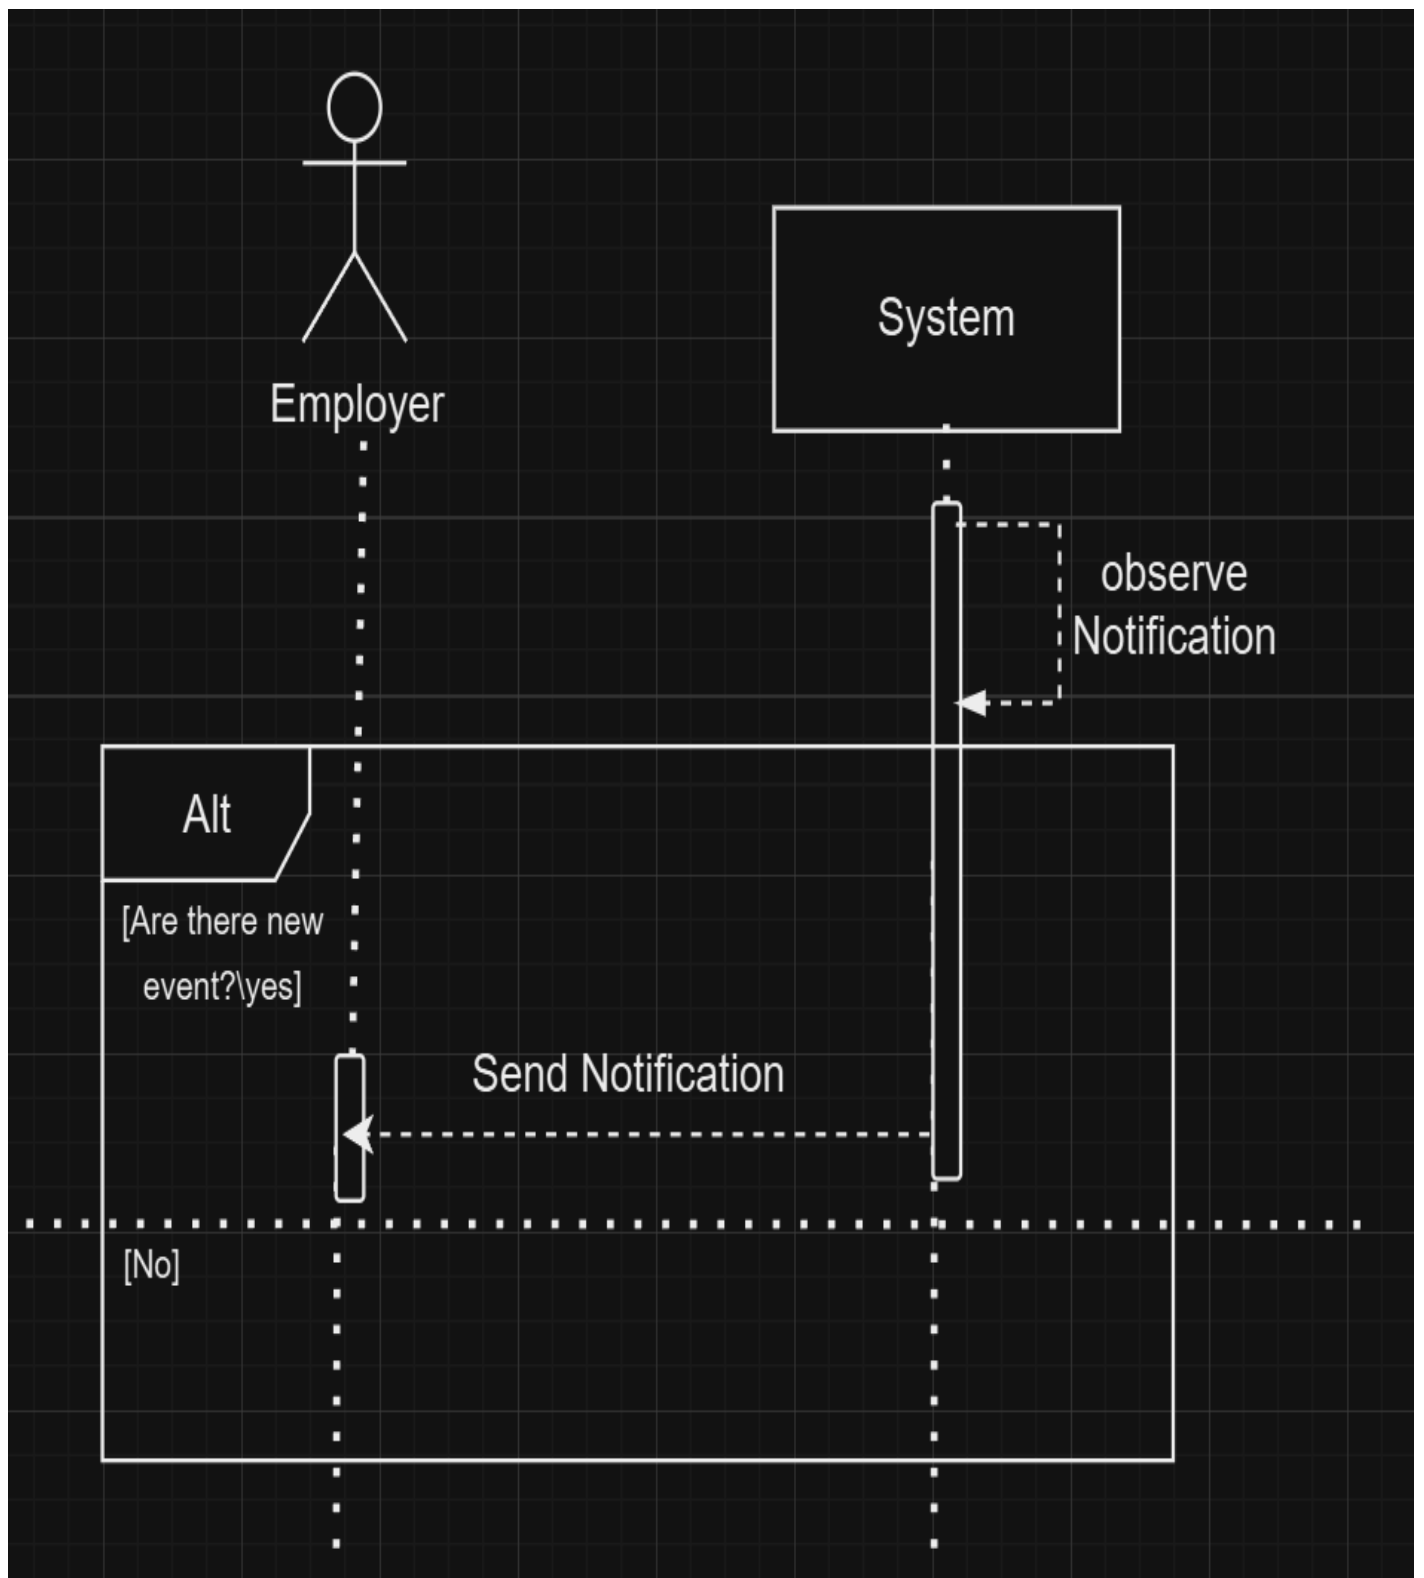 Employer
System
observe
Notification
Alt
[Are there new
event?\yes]
Send Notification
[No]